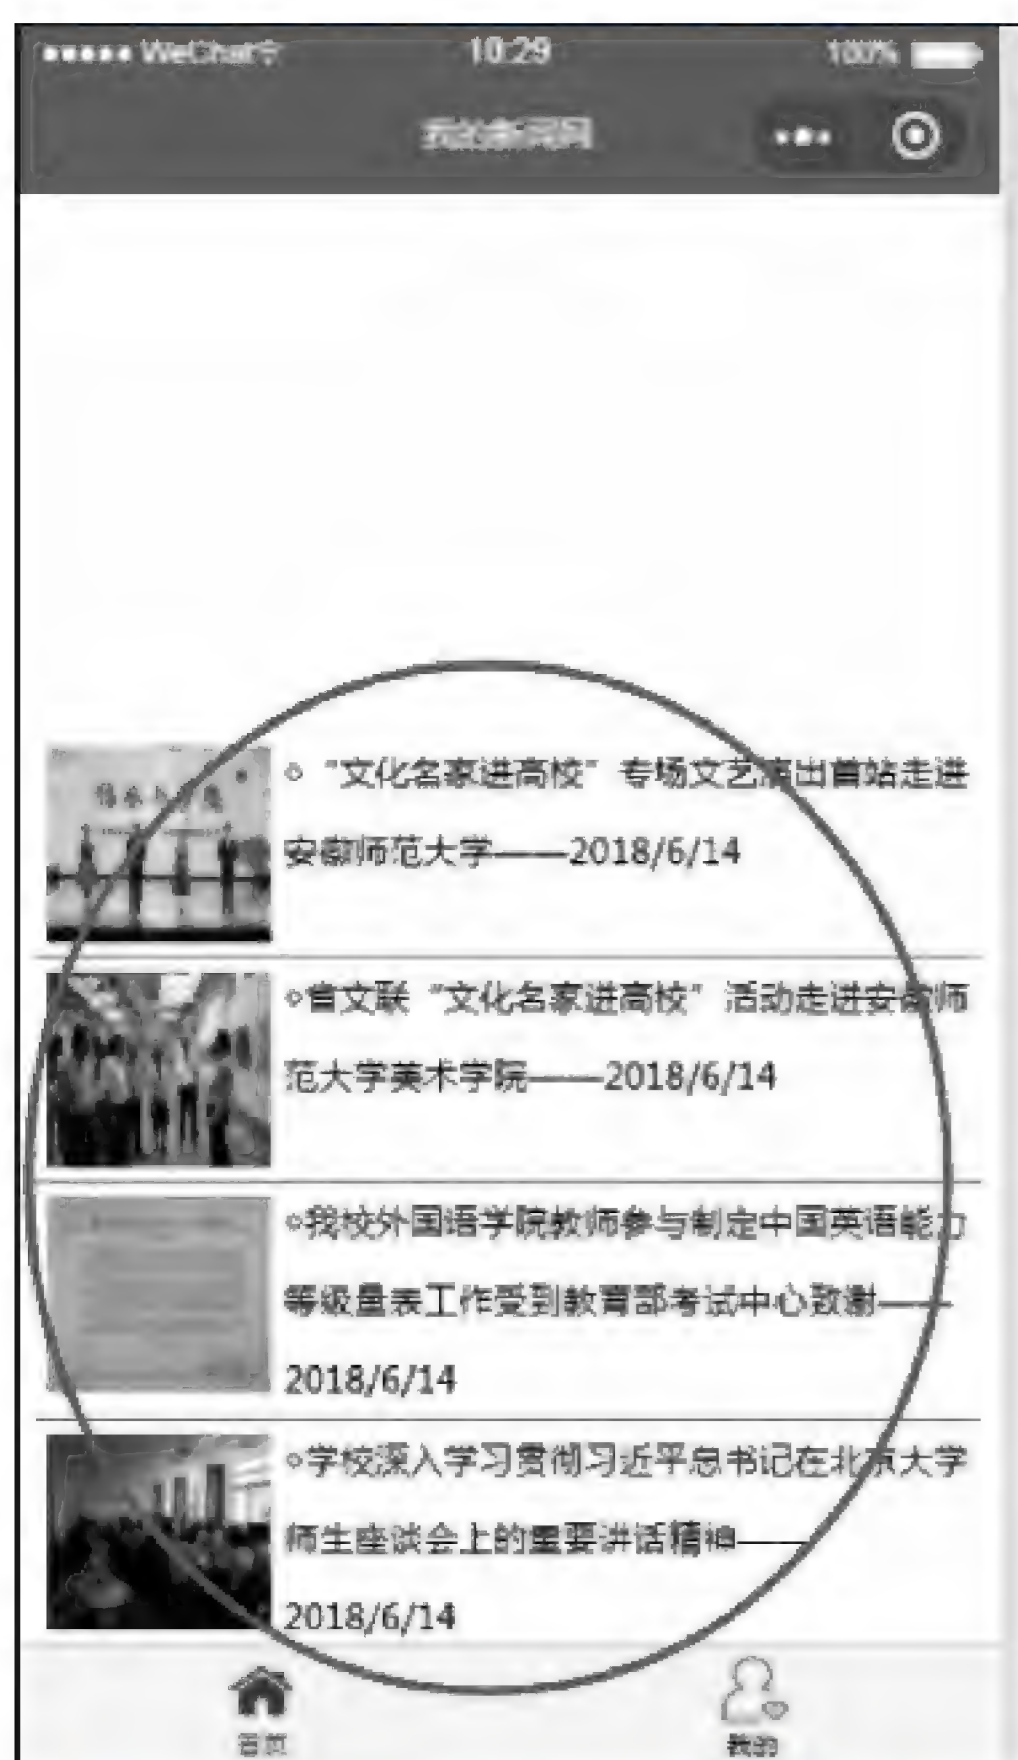 WeChat
10:29
100%
我的新闻网
“文化名家进高校”专场文艺演出首站走进
安徽师范大学——2018/6/14
省文联“文化名家进高校”活动走进安徽师
范大学美术学院——2018/6/14
我校外国语学院教师参与制定中国英语能力
等级量表工作受到教育部考试中心致谢——
2018/6/14
学校深入学习贯彻习近平总书记在北京大学
师生座谈会上的重要讲话精神——
2018/6/14
首页
我的